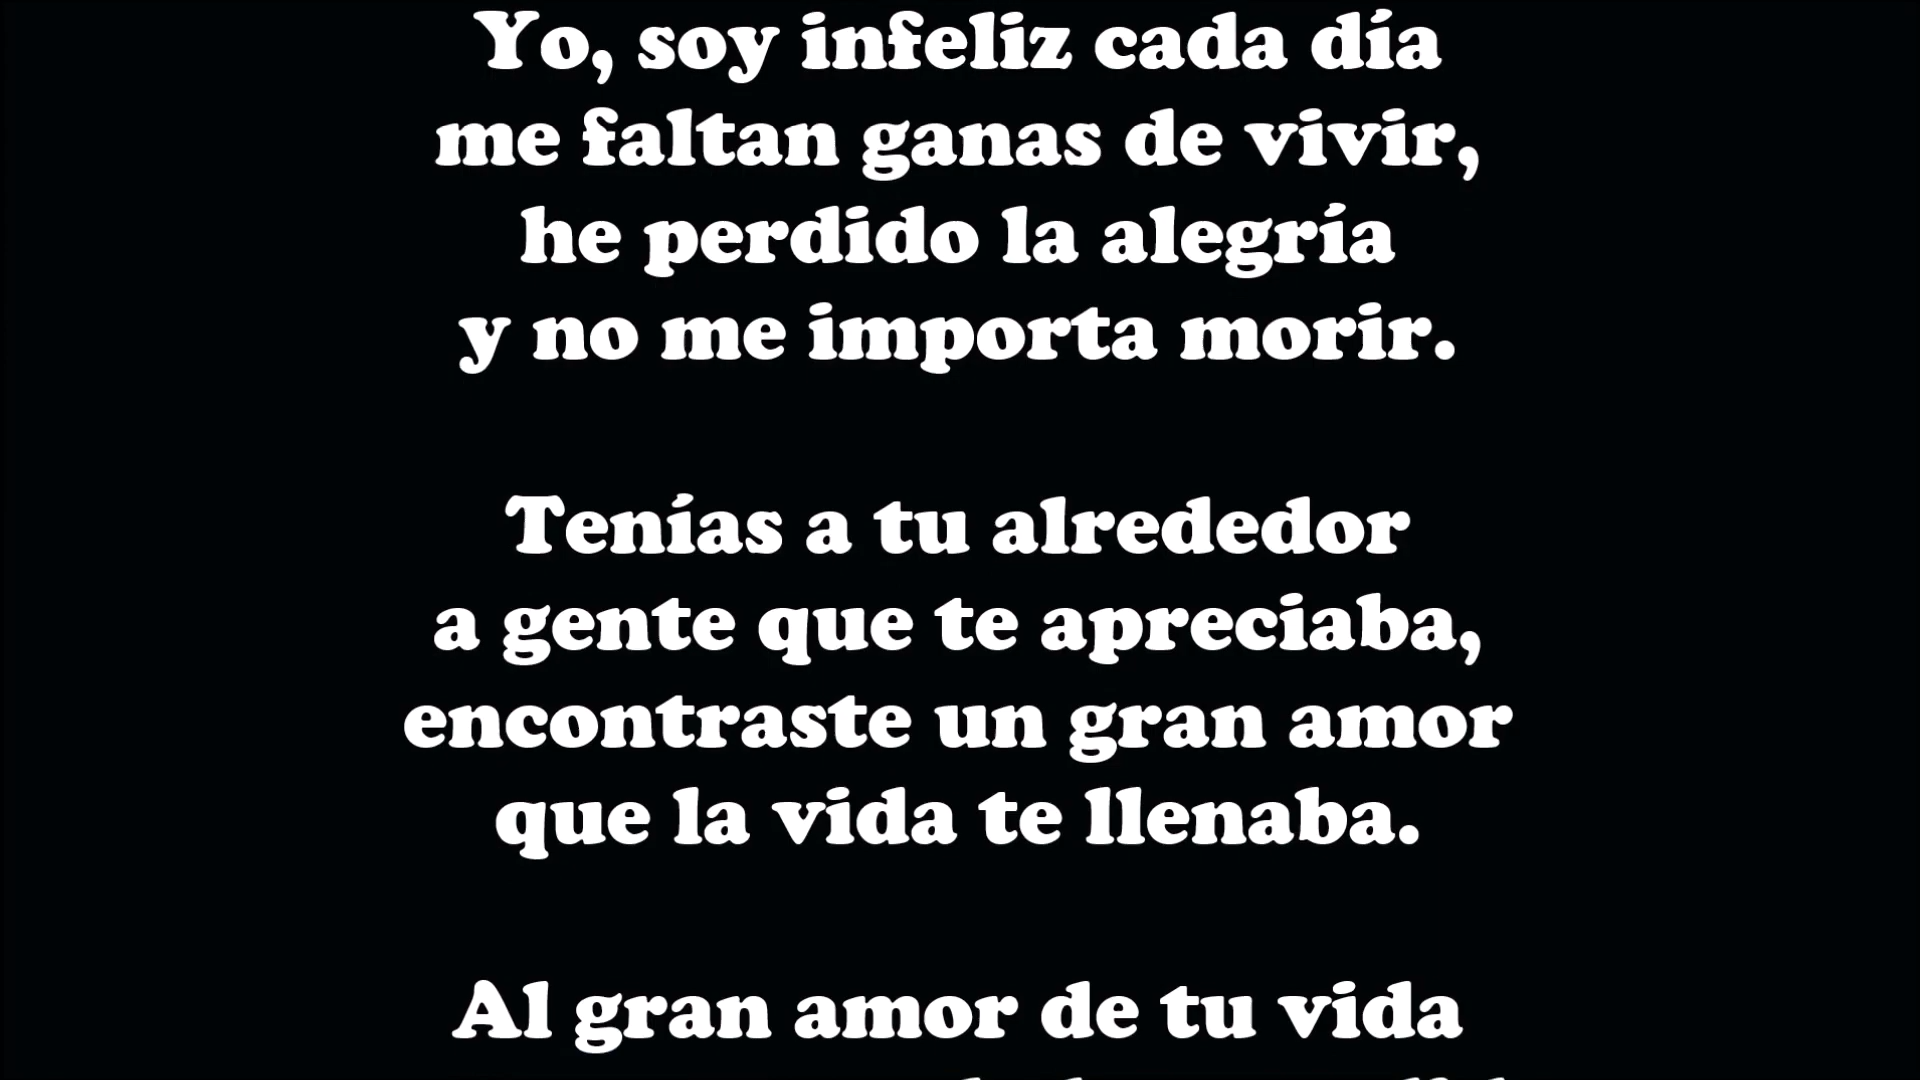 Yo, soy infeliz cada día
me faltan ganas de vivir,
he perdido la alegría
y no me importa morir.
Tenías a tu alrededor
a gente que te apreciaba,
encontraste un gran amor
que la vida te llenaba.
Al gran amor de tu vida